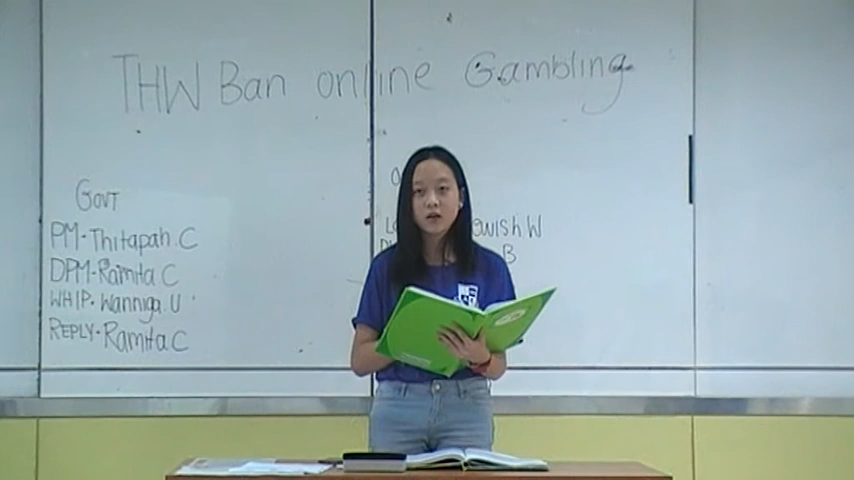 THW Ban online Gambling
GOVT
PM - Thitapah . C
DPM - Ramita C
WHIP - Wanniga . U
REPLY - Ramita C
W
B